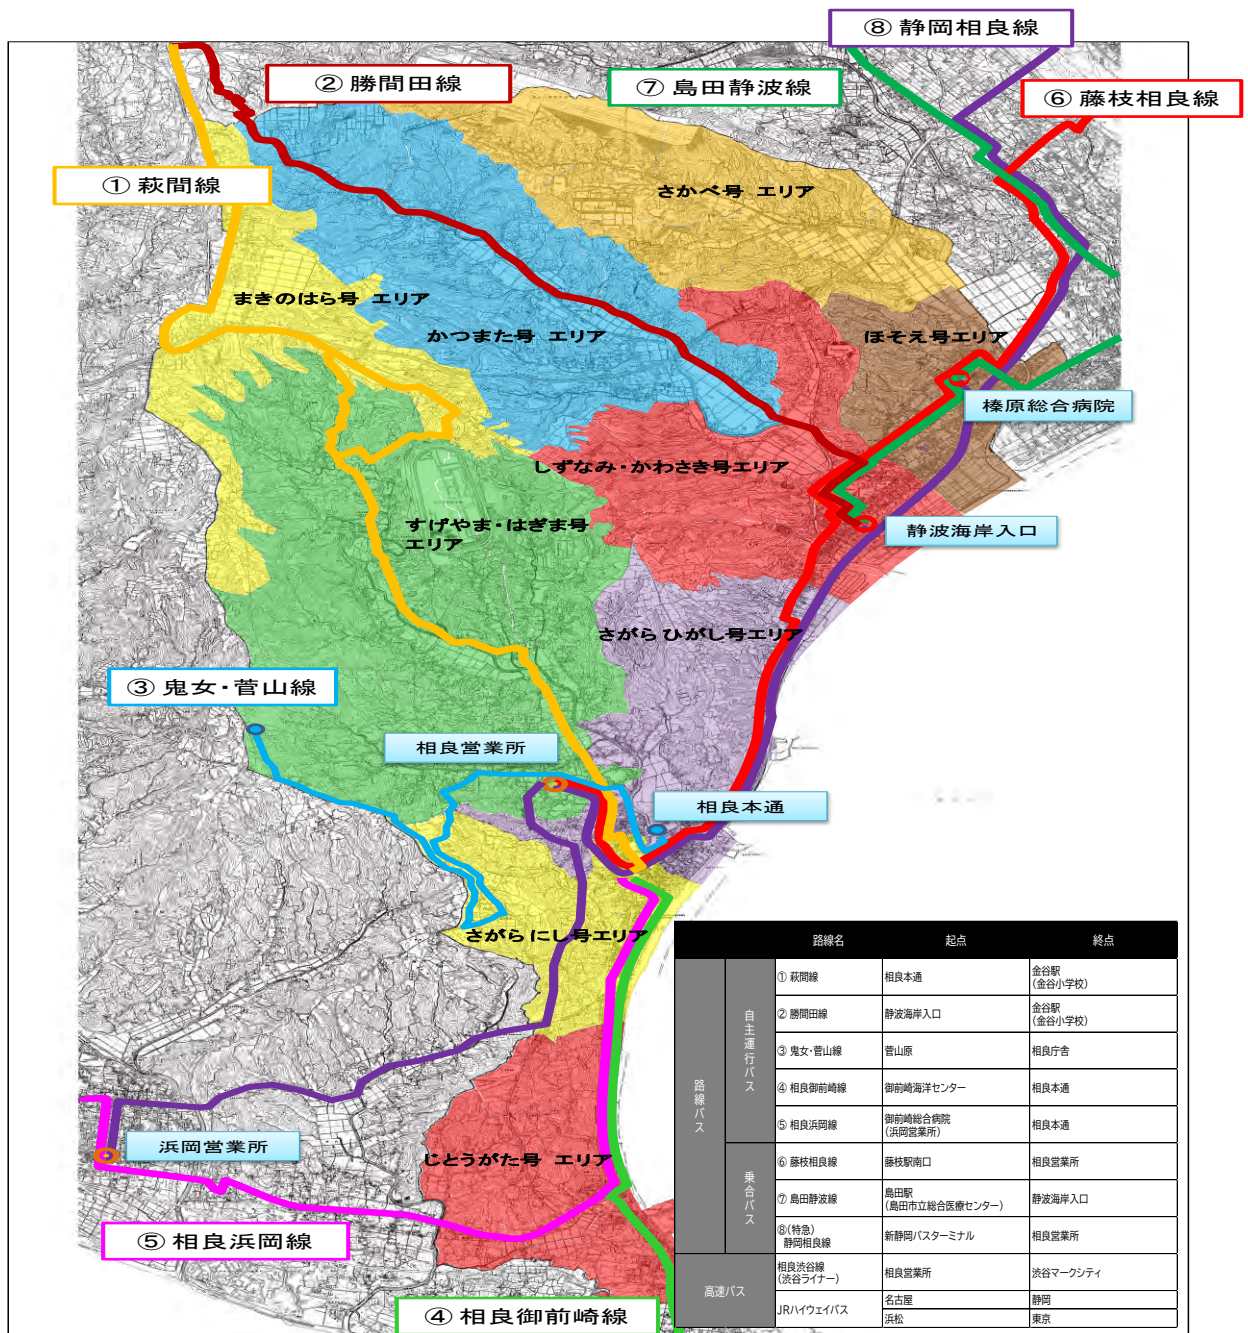 ⑧ 静岡相良線
② 勝間田線
⑦ 島田静波線
⑥ 藤枝相良線
① 萩間線
さかべ号 エリア
まきのはら号 エリア
かつまた号 エリア
ほそえ号エリア
榛原総合病院
しずなみ・かわさき号エリア
すげやま・はぎま号
エリア
静波海岸入口
さがら ひがし号エリア
③ 鬼女・菅山線
相良営業所
相良本通
さがら にし号エリア
浜岡営業所
じとうがた号 エリア
⑤ 相良浜岡線
④ 相良御前崎線
路線名 起点 終点
路線バス
自主運行バス
① 萩間線 相良本通 金谷駅
(金谷小学校)
② 勝間田線 静波海岸入口 金谷駅
(金谷小学校)
③ 鬼女・菅山線 菅山原 相良庁舎
④ 相良御前崎線 御前崎海洋センター 相良本通
⑤ 相良浜岡線 御前崎総合病院
(浜岡営業所) 相良本通
乗合バス
⑥ 藤枝相良線 藤枝駅南口 相良営業所
⑦ 島田静波線 島田駅
(島田市立総合医療センター) 静波海岸入口
⑧(特急)
静岡相良線 新静岡バスターミナル 相良営業所
高速バス
相良渋谷線
(渋谷ライナー) 相良営業所 渋谷マークシティ
JRハイウェイバス 名古屋 静岡
浜松 東京